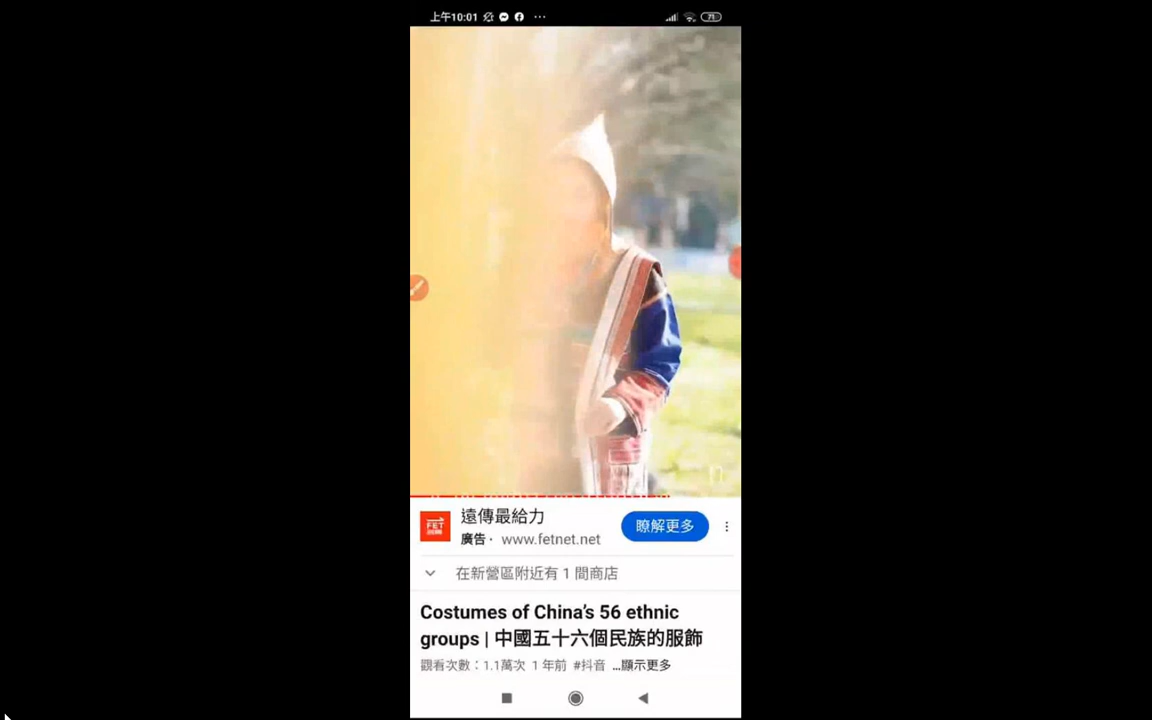 上午10:01
71
遠傳最給力
FET
廣告 · www.fetnet.net
瞭解更多
在新營區附近有 1 間商店
Costumes of China's 56 ethnic
groups | 中國五十六個民族的服飾
觀看次數：1.1萬次 1 年前 #抖音 ...顯示更多